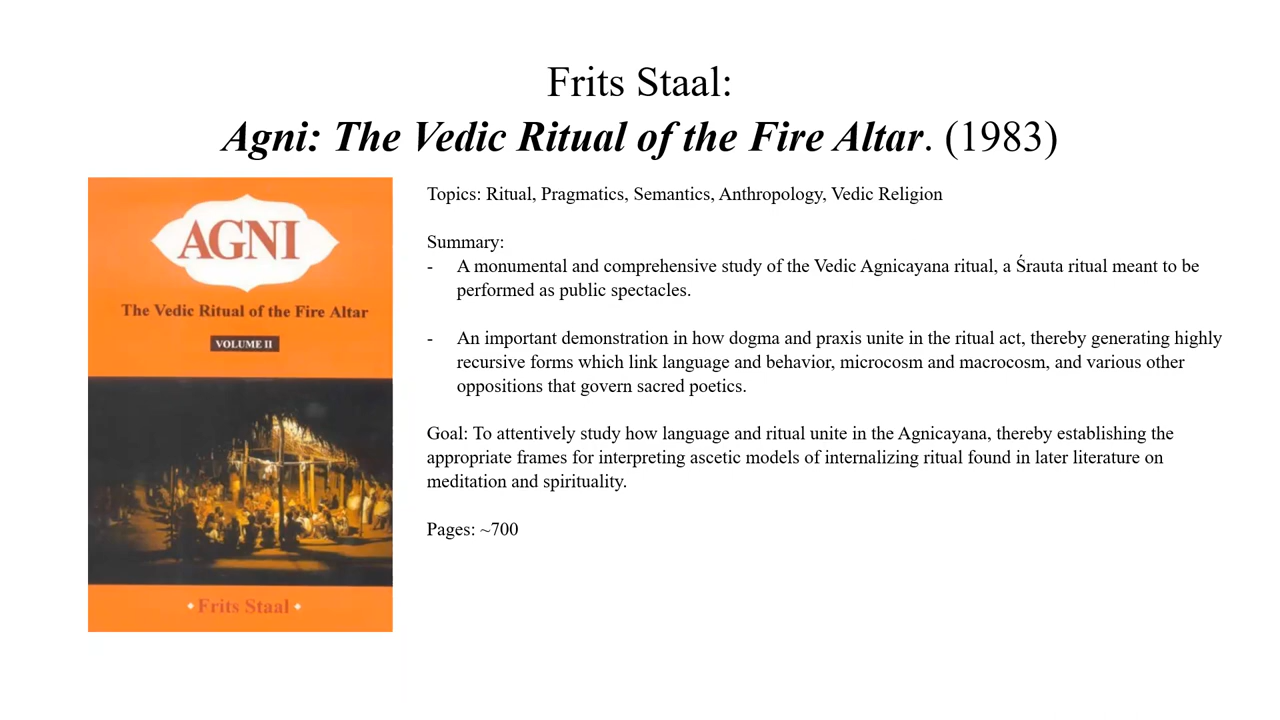 Frits Staal:
Agni: The Vedic Ritual of the Fire Altar. (1983)
AGNI
The Vedic Ritual of the Fire Altar
VOLUME II
Frits Staal
Topics: Ritual, Pragmatics, Semantics, Anthropology, Vedic Religion
Summary:
- A monumental and comprehensive study of the Vedic Agnicayana ritual, a Śrauta ritual meant to be
performed as public spectacles.
- An important demonstration in how dogma and praxis unite in the ritual act, thereby generating highly
recursive forms which link language and behavior, microcosm and macrocosm, and various other
oppositions that govern sacred poetics.
Goal: To attentively study how language and ritual unite in the Agnicayana, thereby establishing the
appropriate frames for interpreting ascetic models of internalizing ritual found in later literature on
meditation and spirituality.
Pages: ~700